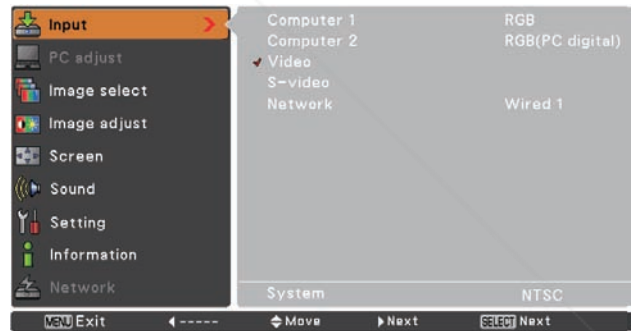 Input
PC adjust
Image select
Image adjust
Screen
Sound
Setting
Information
Network
Computer 1 RGB
Computer 2 RGB(PC digital)
Video
S-video
Network Wired 1
System NTSC
MENU Exit ----- Move Next SELECT Next